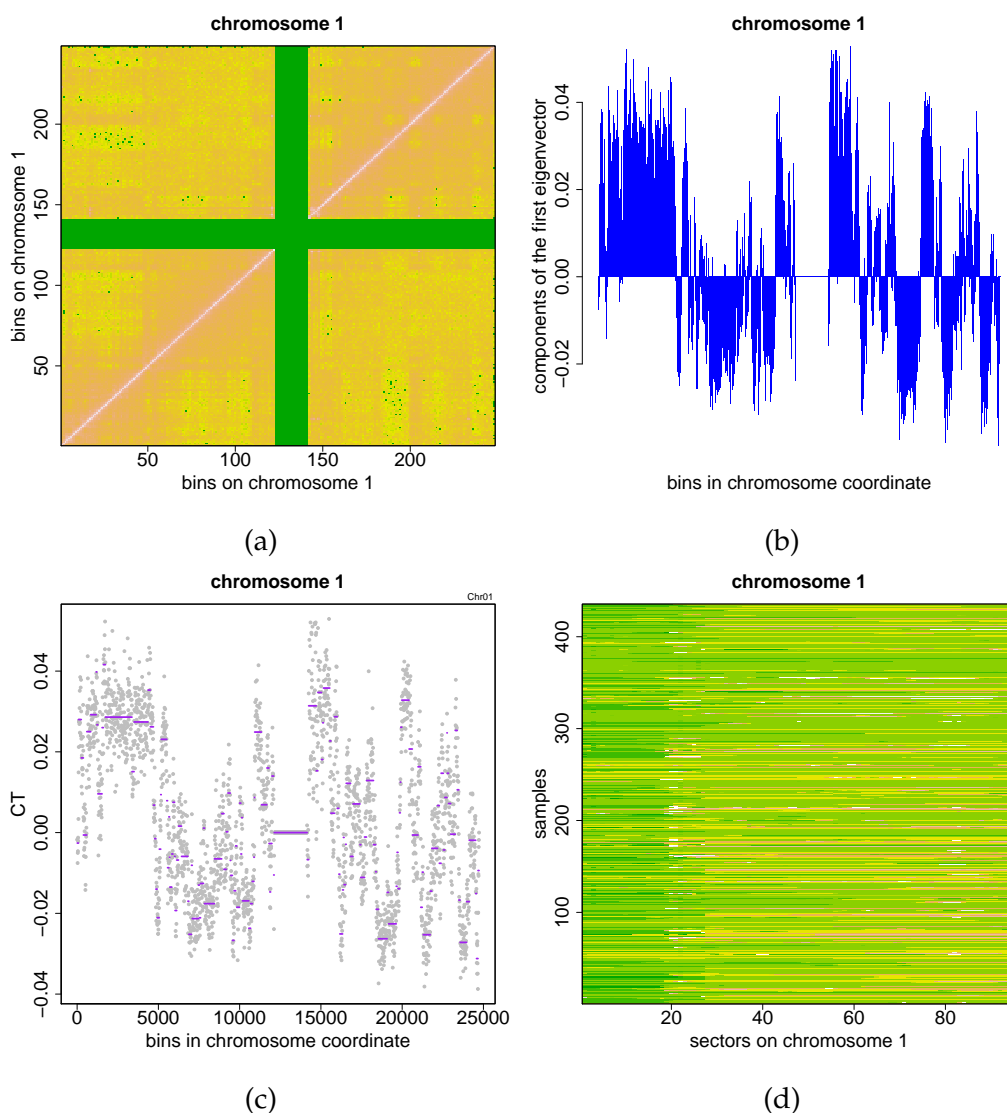 chromosome 1
bins on chromosome 1
50 100 150 200
50 100 150 200
bins on chromosome 1
(a)
chromosome 1
components of the first eigenvector
−0.02 0.00 0.02 0.04
bins in chromosome coordinate
(b)
chromosome 1
Chr01
CT
−0.04 −0.02 0.00 0.02 0.04
0 5000 10000 15000 20000 25000
bins in chromosome coordinate
(c)
chromosome 1
samples
100 200 300 400
20 40 60 80
sectors on chromosome 1
(d)